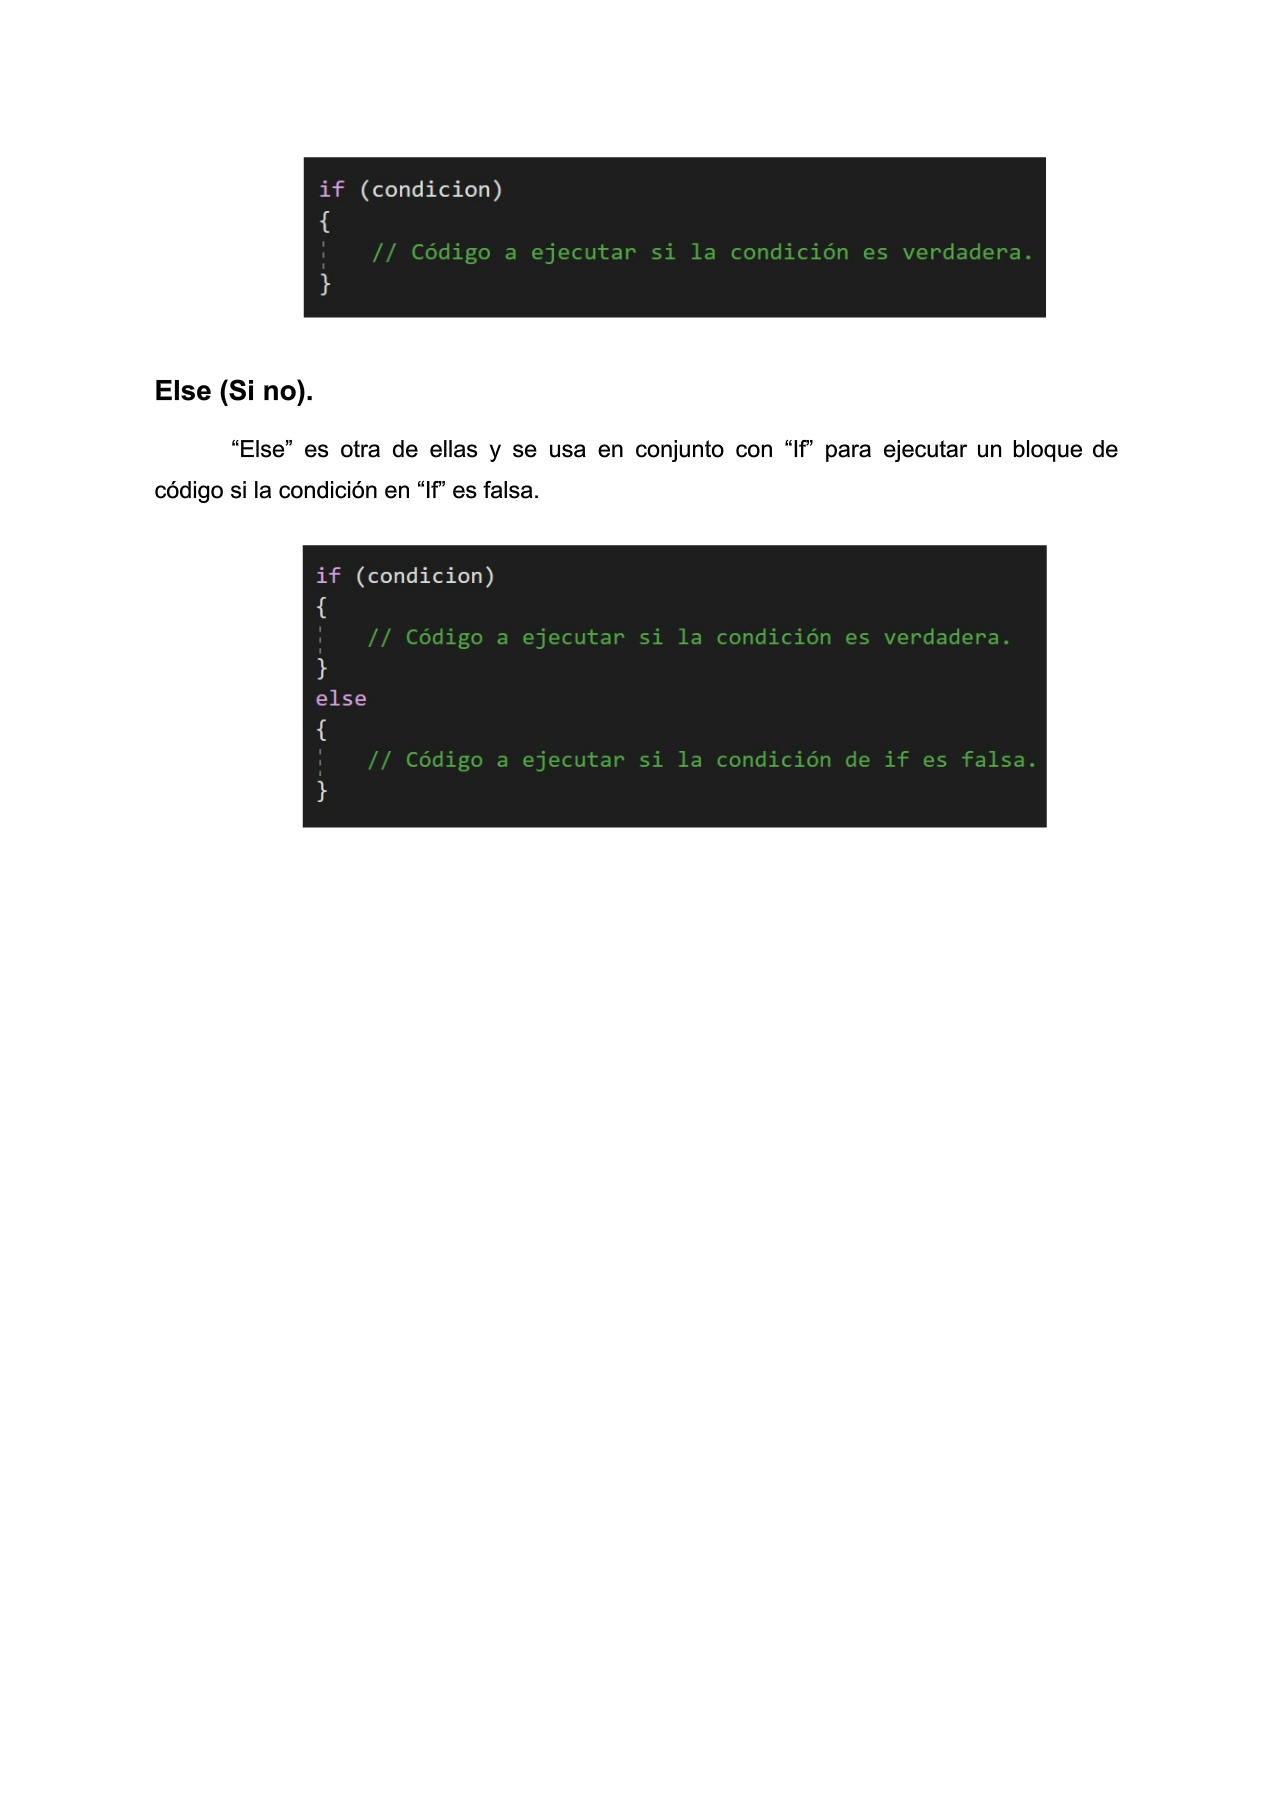 if (condicion)
{
// Código a ejecutar si la condición es verdadera.
}
Else (Si no).
“Else” es otra de ellas y se usa en conjunto con “If” para ejecutar un bloque de
código si la condición en “If” es falsa.
if (condicion)
{
// Código a ejecutar si la condición es verdadera.
}
else
{
// Código a ejecutar si la condición de if es falsa.
}